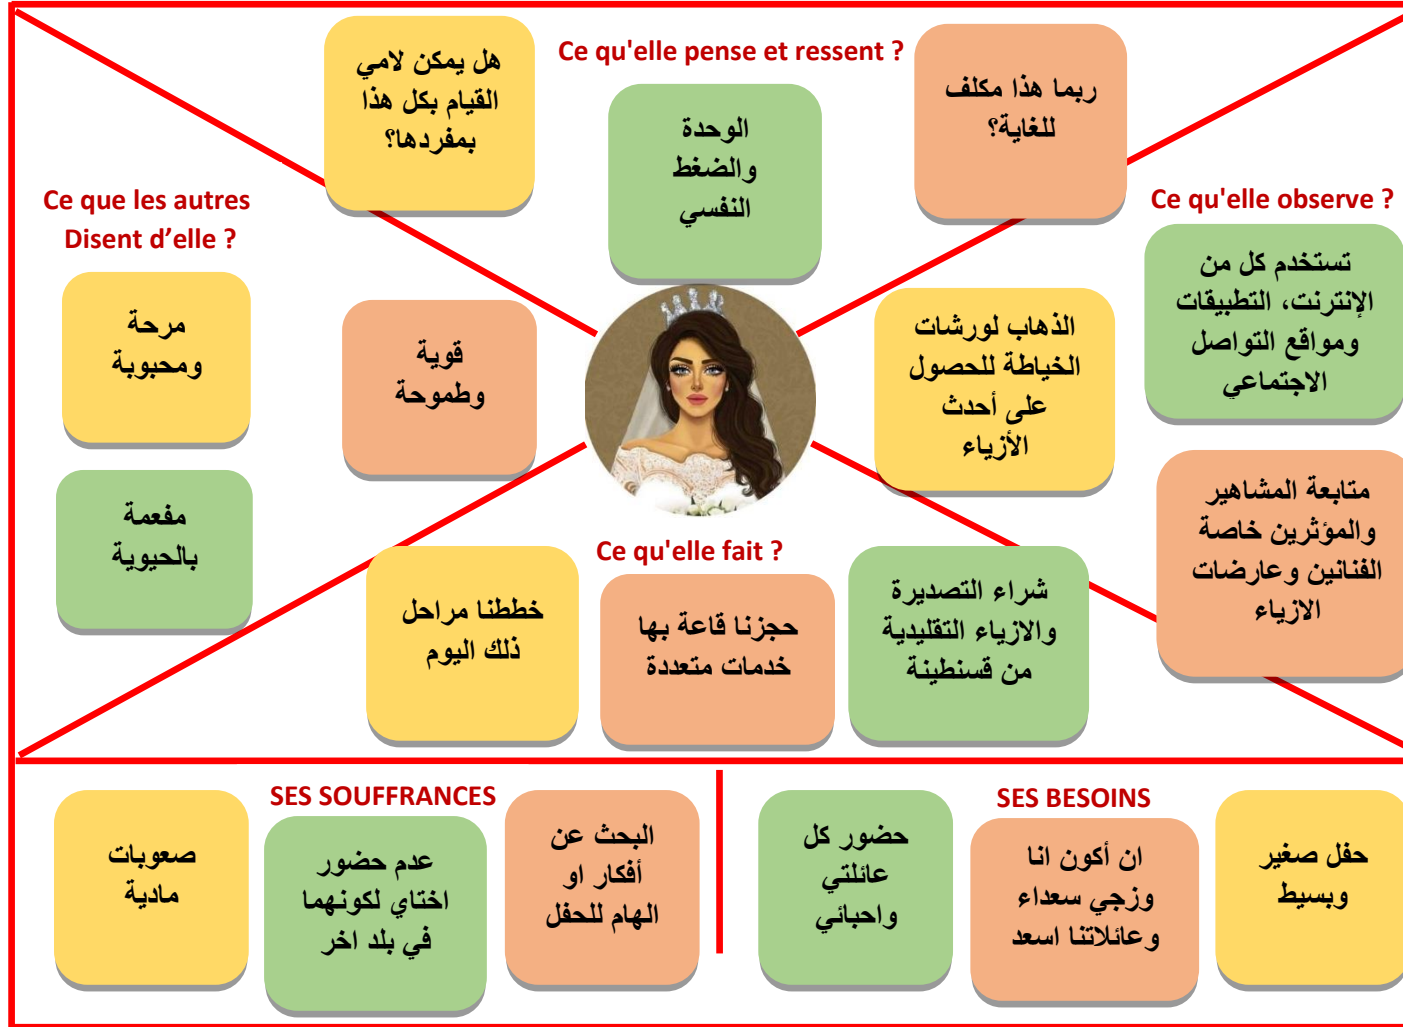 Ce qu'elle pense et ressent ?
هل يمكن لامي
القيام بكل هذا
بمفردها؟
الوحدة
والضغط
النفسي
ربما هذا مكلف
للغاية؟
Ce que les autres
Disent d’elle ?
مرحة
ومحبوبة
قوية
وطموحة
مفعمة
بالحيوية
Ce qu'elle observe ?
تستخدم كل من
الإنترنت، التطبيقات
ومواقع التواصل
الاجتماعي
الذهاب لورشات
الخياطة للحصول
على أحدث
الأزياء
متابعة المشاهير
والمؤثرين خاصة
الفنانين وعارضات
الازياء
Ce qu'elle fait ?
خططنا مراحل
ذلك اليوم
حجزنا قاعة بها
خدمات متعددة
شراء التصديرة
والازياء التقليدية
من قسنطينة
SES SOUFFRANCES
صعوبات
مادية
عدم حضور
اختاي لكونهما
في بلد اخر
البحث عن
أفكار او
الهام للحفل
SES BESOINS
حضور كل
عائلتي
واحبائي
ان أكون انا
وزجي سعداء
وعائلاتنا اسعد
حفل صغير
وبسيط